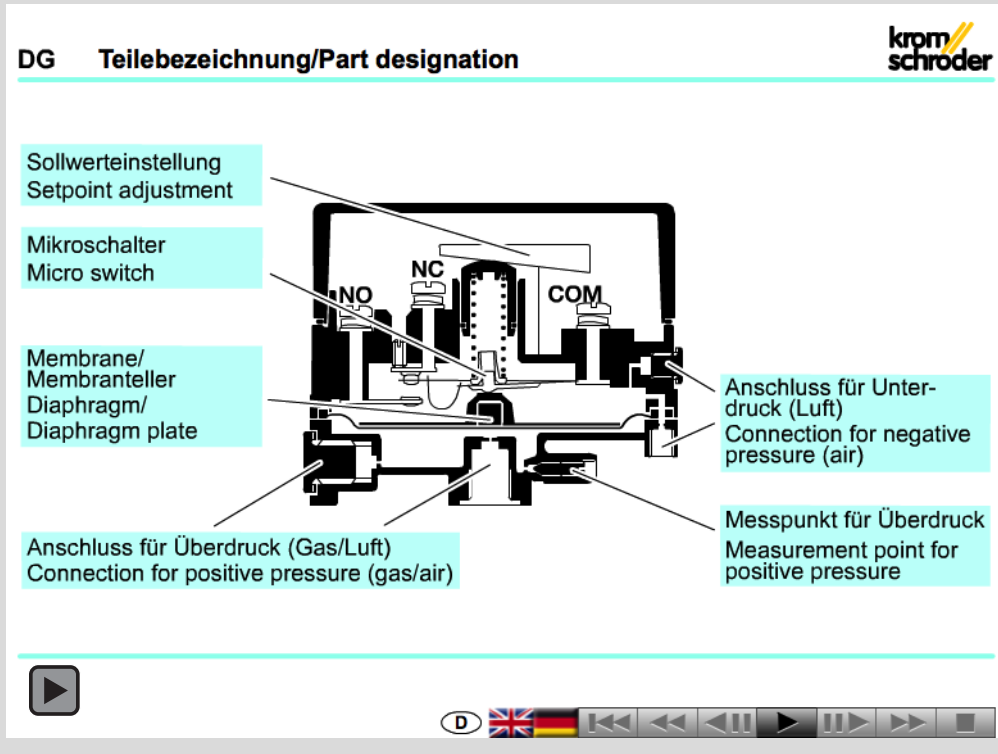 DG Teilebezeichnung/Part designation
krom//
schroder
Sollwerteinstellung
Setpoint adjustment
Mikroschalter
Micro switch
NC
NO
COM
Membrane/
Membranteller
Diaphragm/
Diaphragm plate
Anschluss für Unter-
druck (Luft)
Connection for negative
pressure (air)
Messpunkt für Überdruck
Measurement point for
positive pressure
Anschluss für Überdruck (Gas/Luft)
Connection for positive pressure (gas/air)
D